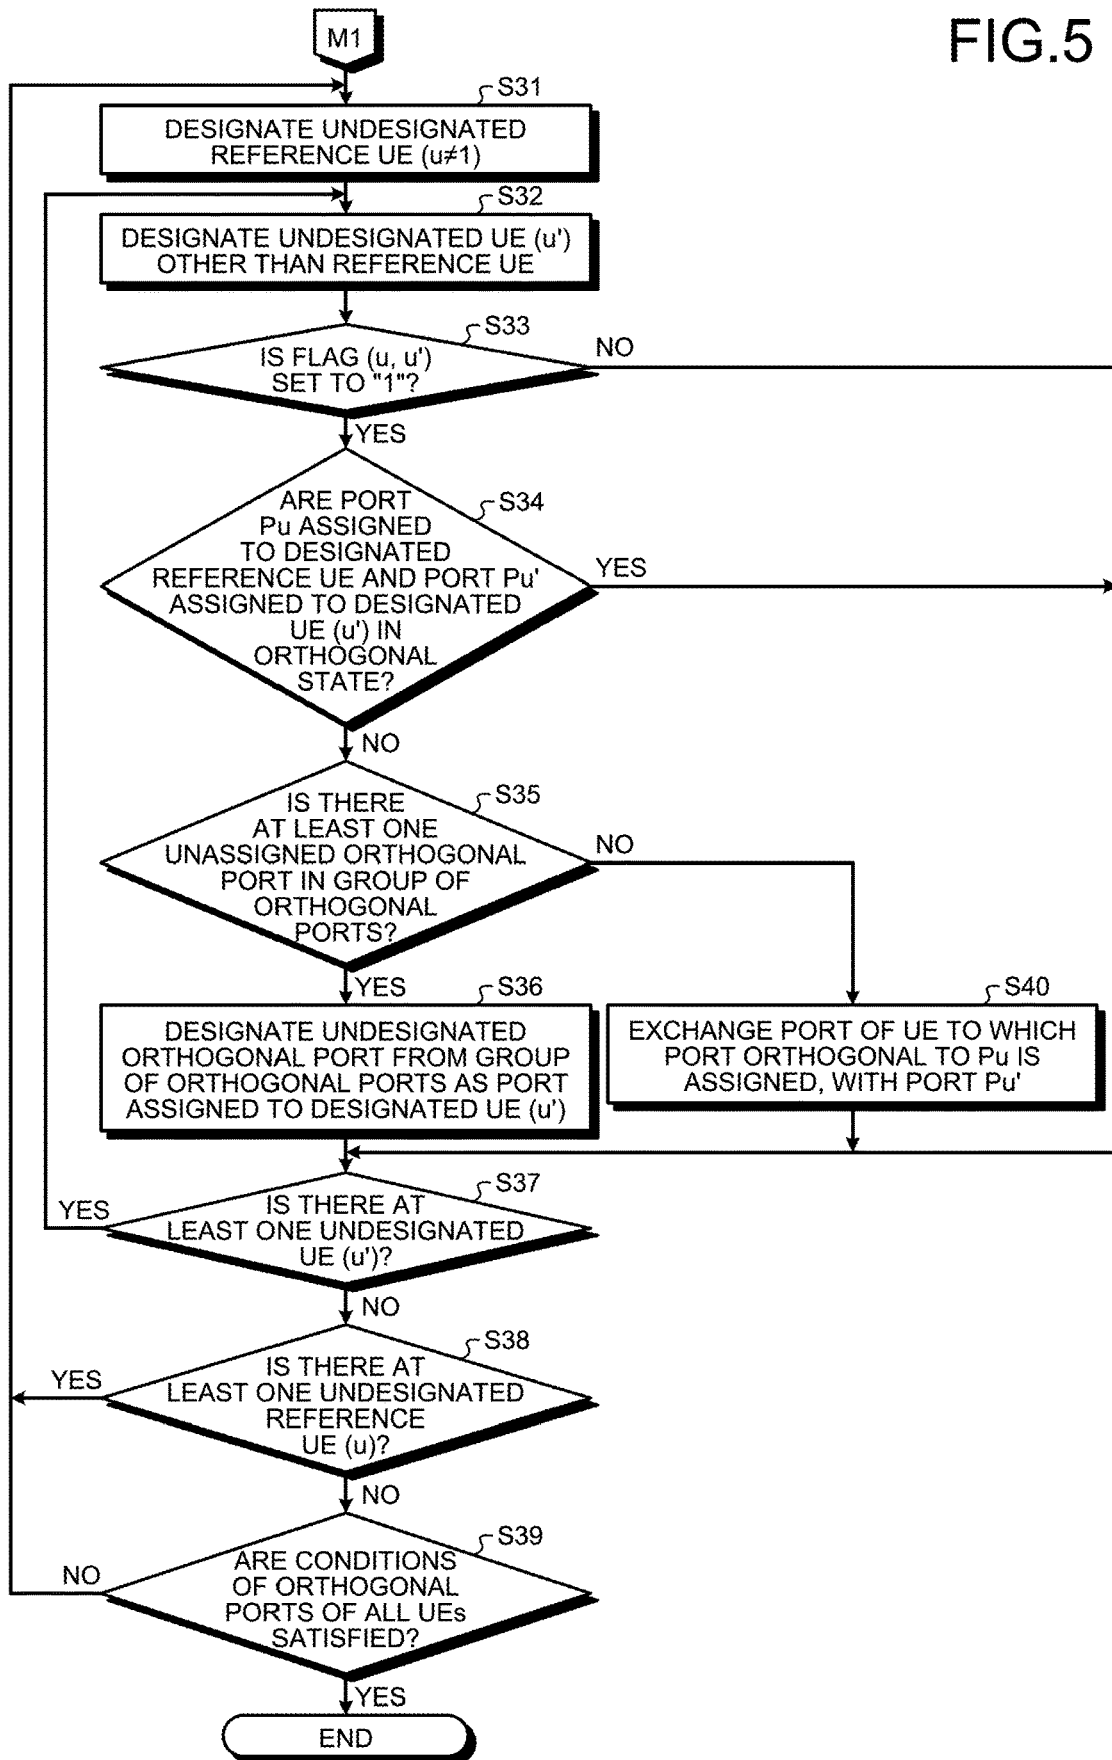 FIG.5
M1
S31
DESIGNATE UNDESIGNATED
REFERENCE UE (u≠1)
S32
DESIGNATE UNDESIGNATED UE (u')
OTHER THAN REFERENCE UE
S33
IS FLAG (u, u')
SET TO "1"?
NO
YES
S34
ARE PORT
Pu ASSIGNED
TO DESIGNATED
REFERENCE UE AND PORT Pu'
ASSIGNED TO DESIGNATED
UE (u') IN
ORTHOGONAL
STATE?
YES
NO
S35
IS THERE
AT LEAST ONE
UNASSIGNED ORTHOGONAL
PORT IN GROUP OF
ORTHOGONAL
PORTS?
NO
YES
S36
DESIGNATE UNDESIGNATED
ORTHOGONAL PORT FROM GROUP
OF ORTHOGONAL PORTS AS PORT
ASSIGNED TO DESIGNATED UE (u')
S40
EXCHANGE PORT OF UE TO WHICH
PORT ORTHOGONAL TO Pu IS
ASSIGNED, WITH PORT Pu'
S37
IS THERE AT
LEAST ONE UNDESIGNATED
UE (u')?
YES
NO
S38
IS THERE AT
LEAST ONE UNDESIGNATED
REFERENCE
UE (u)?
YES
NO
S39
ARE CONDITIONS
OF ORTHOGONAL
PORTS OF ALL UEs
SATISFIED?
NO
YES
END